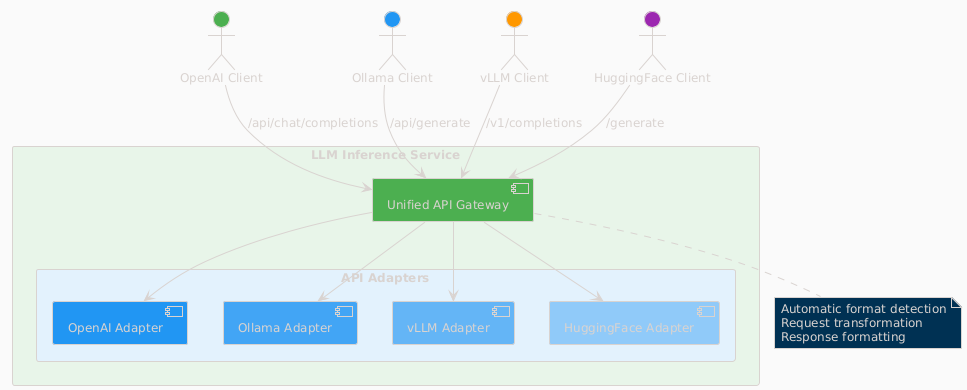 OpenAI Client
Ollama Client
vLLM Client
HuggingFace Client
/api/chat/completions
/api/generate
/v1/completions
/generate
LLM Inference Service
Unified API Gateway
API Adapters
OpenAI Adapter
Ollama Adapter
vLLM Adapter
HuggingFace Adapter
Automatic format detection
Request transformation
Response formatting